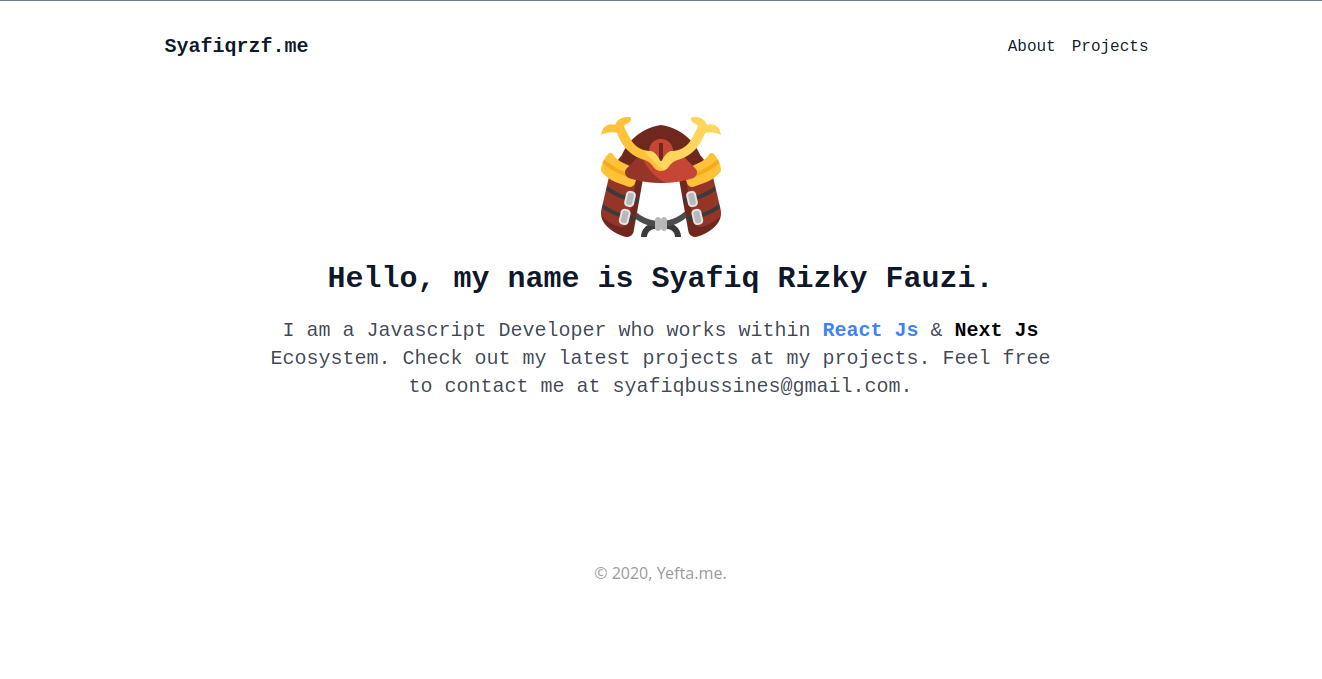 Syafiqrzf.me
About Projects
Hello, my name is Syafiq Rizky Fauzi.
I am a Javascript Developer who works within React Js & Next Js
Ecosystem. Check out my latest projects at my projects. Feel free
to contact me at syafiqbussines@gmail.com.
© 2020, Yefta.me.